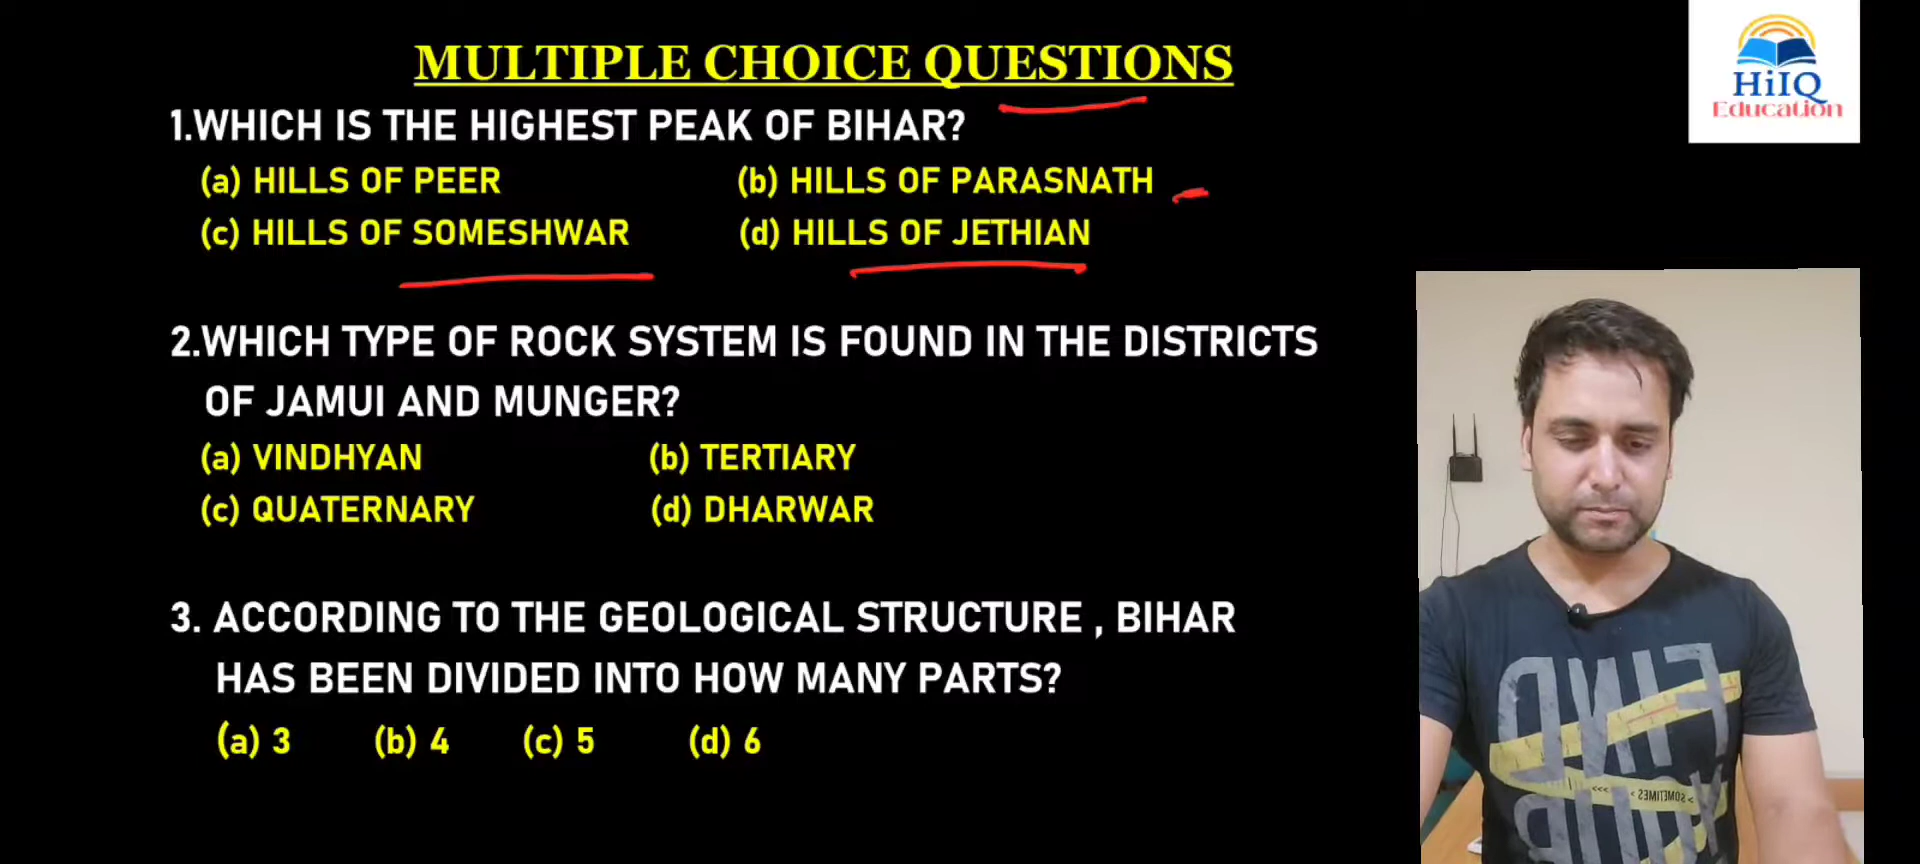 MULTIPLE CHOICE QUESTIONS
HiIQ
Education
1.WHICH IS THE HIGHEST PEAK OF BIHAR?
(a) HILLS OF PEER (b) HILLS OF PARASNATH
(c) HILLS OF SOMESHWAR (d) HILLS OF JETHIAN
2.WHICH TYPE OF ROCK SYSTEM IS FOUND IN THE DISTRICTS
OF JAMUI AND MUNGER?
(a) VINDHYAN (b) TERTIARY
(c) QUATERNARY (d) DHARWAR
3. ACCORDING TO THE GEOLOGICAL STRUCTURE , BIHAR
HAS BEEN DIVIDED INTO HOW MANY PARTS?
(a) 3 (b) 4 (c) 5 (d) 6
FIND
SOMETIMES